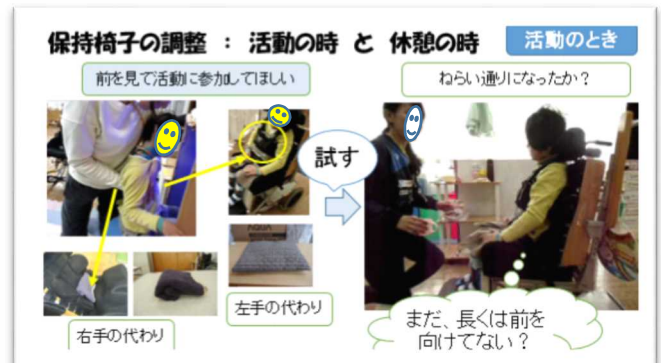 保持椅子の調整 : 活動の時 と 休憩の時
活動のとき
前を見て活動に参加してほしい
ねらい通りになったか?
試す
AQUA
右手の代わり
左手の代わり
まだ、長くは前を
向けてない?